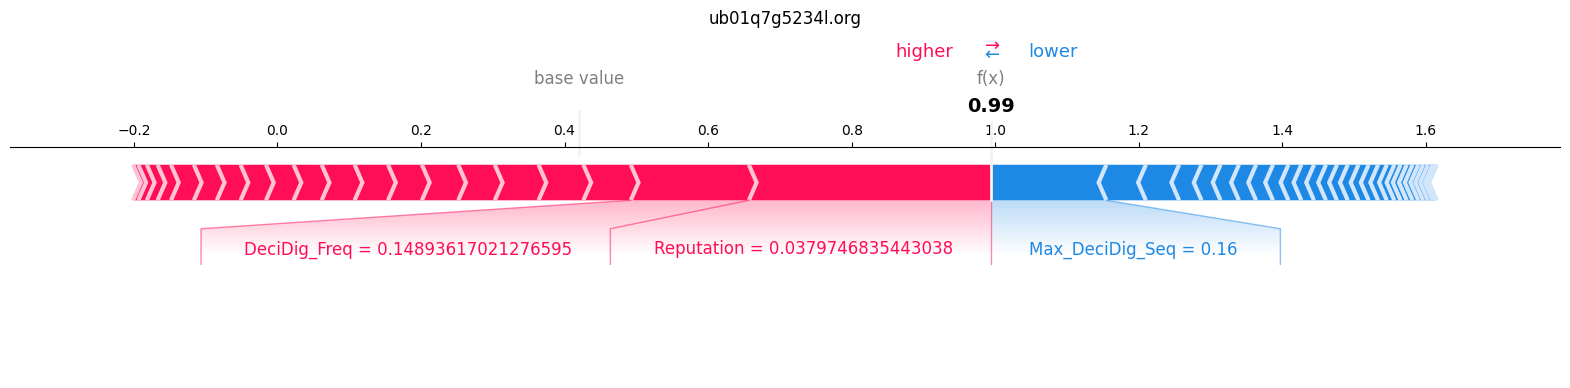 ub01q7g5234l.org
higher ⇄ lower
base value f(x)
0.99
−0.2 0.0 0.2 0.4 0.6 0.8 1.0 1.2 1.4 1.6
DeciDig_Freq = 0.14893617021276595 Reputation = 0.0379746835443038 Max_DeciDig_Seq = 0.16